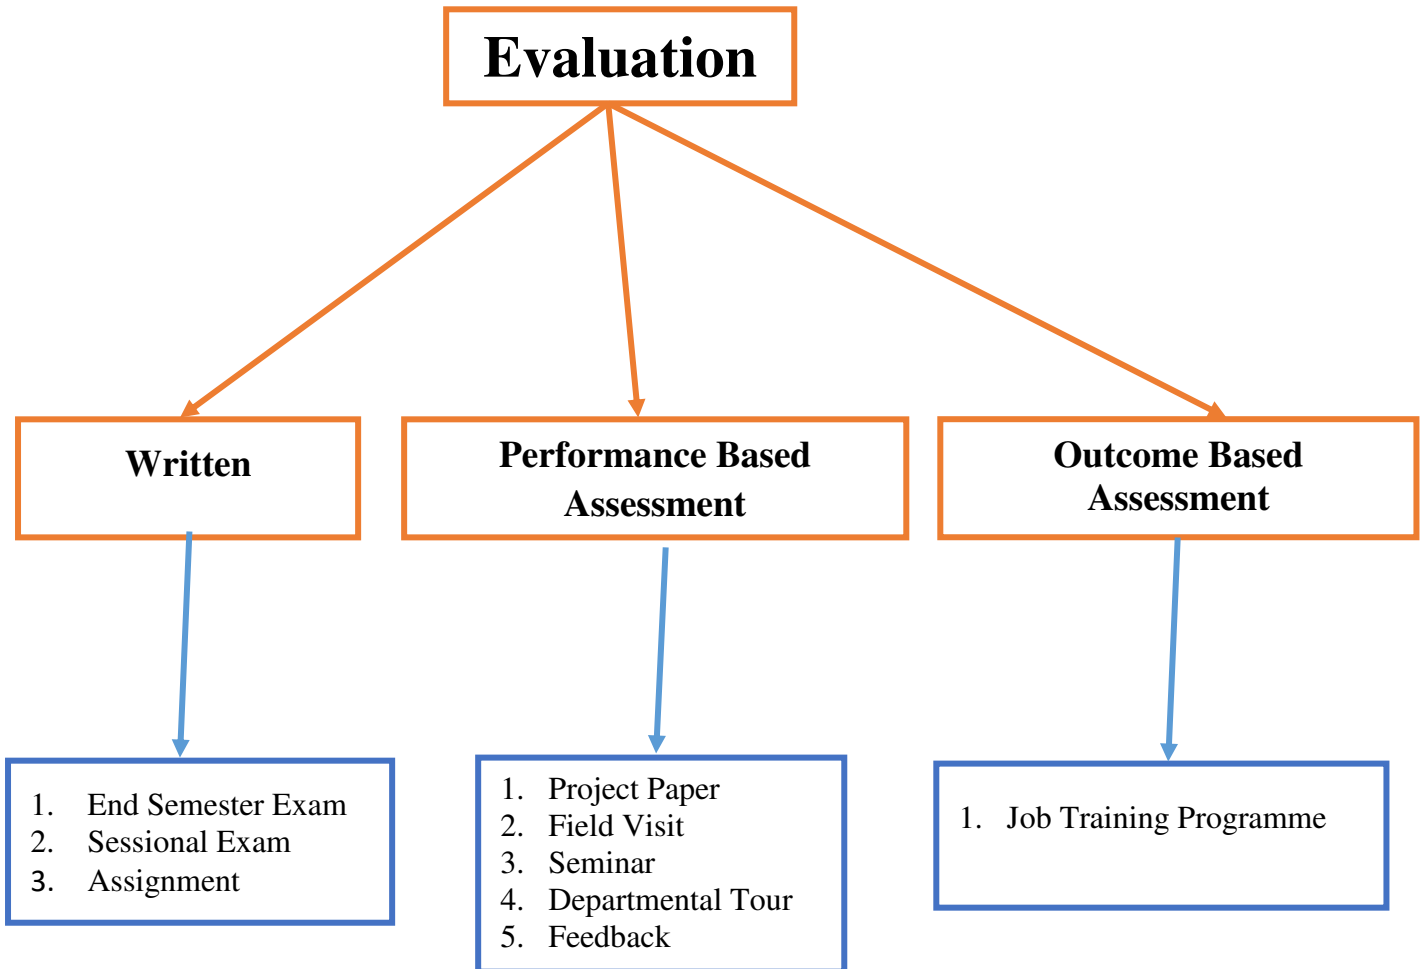 Evaluation
Written
Performance Based
Assessment
Outcome Based
Assessment
1. End Semester Exam
2. Sessional Exam
3. Assignment
1. Project Paper
2. Field Visit
3. Seminar
4. Departmental Tour
5. Feedback
1. Job Training Programme